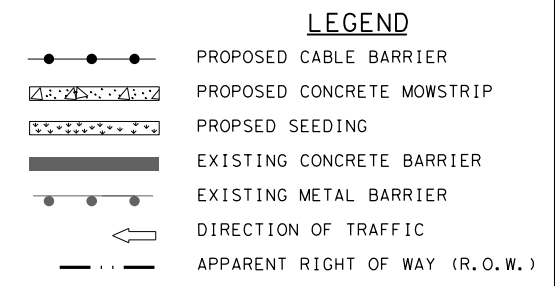 LEGEND
PROPOSED CABLE BARRIER
PROPOSED CONCRETE MOWSTRIP
PROPSED SEEDING
EXISTING CONCRETE BARRIER
EXISTING METAL BARRIER
DIRECTION OF TRAFFIC
APPARENT RIGHT OF WAY (R.O.W.)